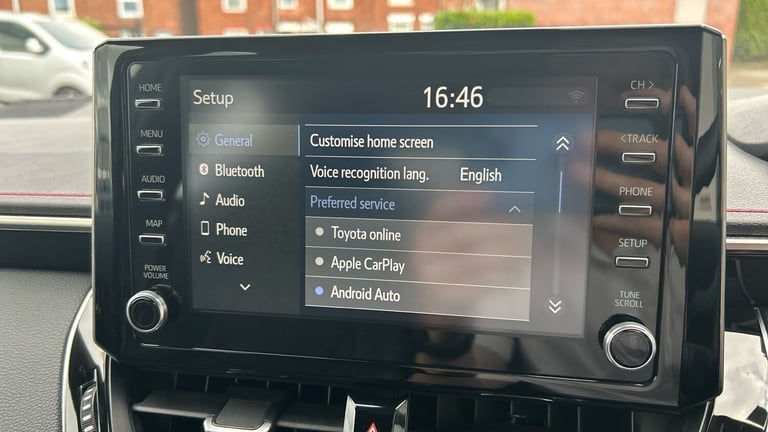 HOME
MENU
AUDIO
MAP
POWER
VOLUME
Setup
16:46
General
Bluetooth
Audio
Phone
Voice
Customise home screen
Voice recognition lang. English
Preferred service
Toyota online
Apple CarPlay
Android Auto
CH >
< TRACK
PHONE
SETUP
TUNE
SCROLL